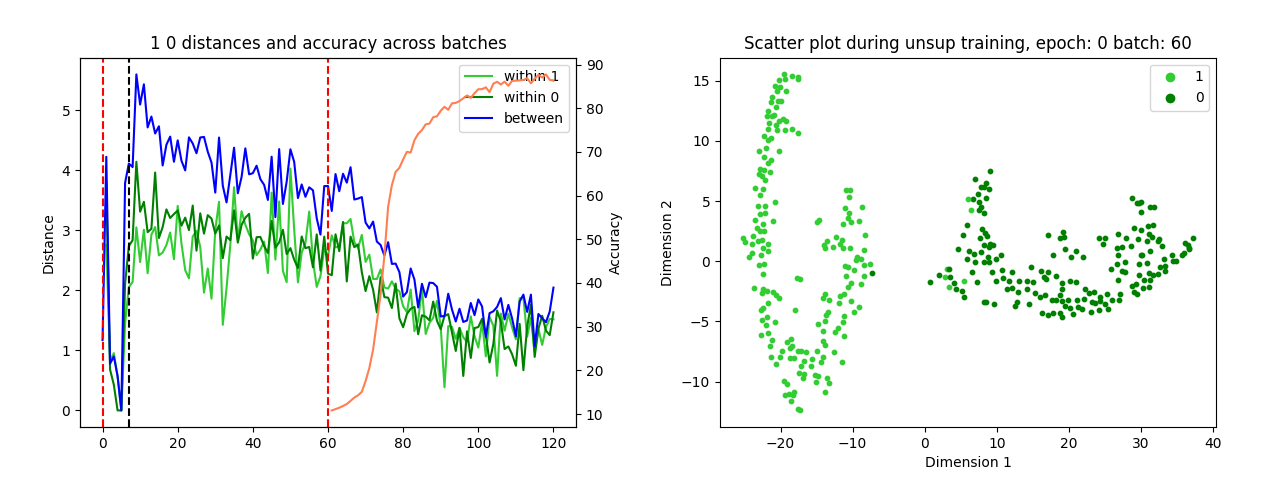 1 0 distances and accuracy across batches
within 1
within 0
between
Distance
Accuracy
5
4
3
2
1
0
90
80
70
60
50
40
30
20
10
0 20 40 60 80 100 120
Scatter plot during unsup training, epoch: 0 batch: 60
1
0
Dimension 2
15
10
5
0
−5
−10
−20 −10 0 10 20 30 40
Dimension 1